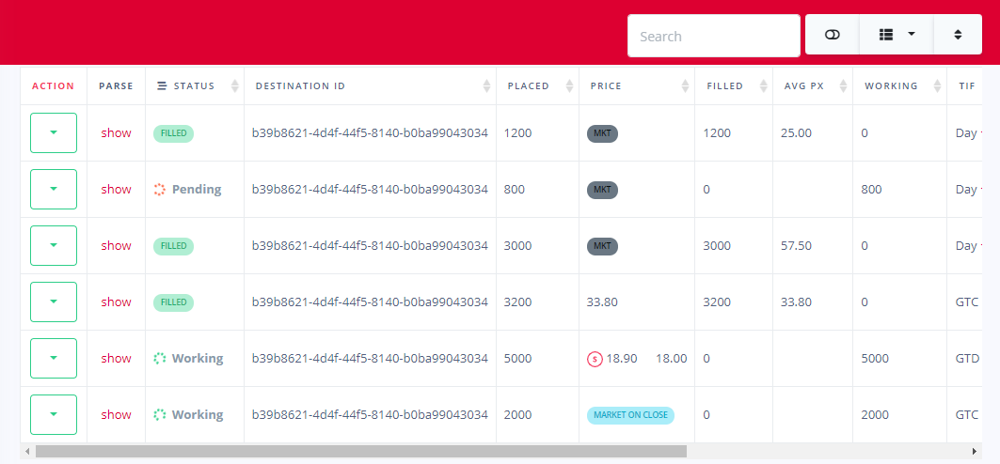 Search
ACTION PARSE STATUS DESTINATION ID PLACED PRICE FILLED AVG PX WORKING TIF
show FILLED b39b8621-4d4f-44f5-8140-b0ba99043034 1200 MKT 1200 25.00 0 Day
show Pending b39b8621-4d4f-44f5-8140-b0ba99043034 800 MKT 0 800 Day
show FILLED b39b8621-4d4f-44f5-8140-b0ba99043034 3000 MKT 3000 57.50 0 Day
show FILLED b39b8621-4d4f-44f5-8140-b0ba99043034 3200 33.80 3200 33.80 0 GTC
show Working b39b8621-4d4f-44f5-8140-b0ba99043034 5000 S 18.90 18.00 0 5000 GTD
show Working b39b8621-4d4f-44f5-8140-b0ba99043034 2000 MARKET ON CLOSE 0 2000 GTC